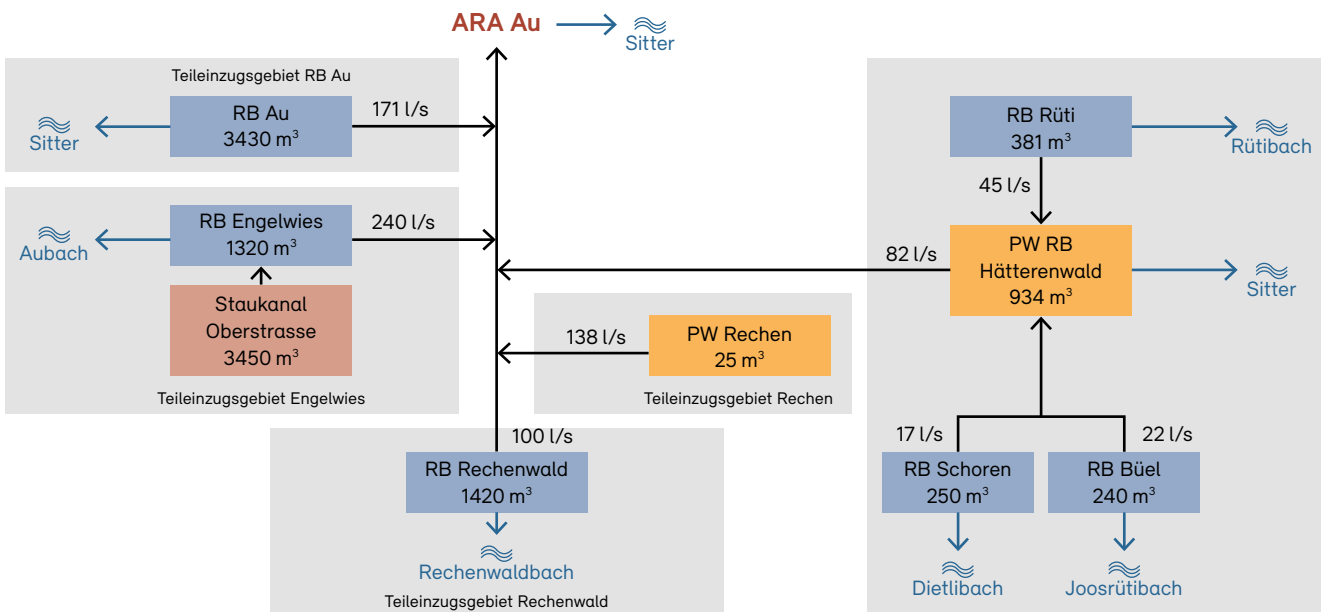 ARA Au
Sitter
Teileinzugsgebiet RB Au
RB Au
3430 m³
171 l/s
Sitter
RB Engelwies
1320 m³
240 l/s
Aubach
Staukanal
Oberstrasse
3450 m³
Teileinzugsgebiet Engelwies
138 l/s
PW Rechen
25 m³
Teileinzugsgebiet Rechen
100 l/s
RB Rechenwald
1420 m³
Rechenwaldbach
Teileinzugsgebiet Rechenwald
RB Rüti
381 m³
Rütibach
45 l/s
82 l/s
PW RB
Hätterenwald
934 m³
Sitter
17 l/s
22 l/s
RB Schoren
250 m³
RB Büel
240 m³
Dietlibach
Joosrütibach